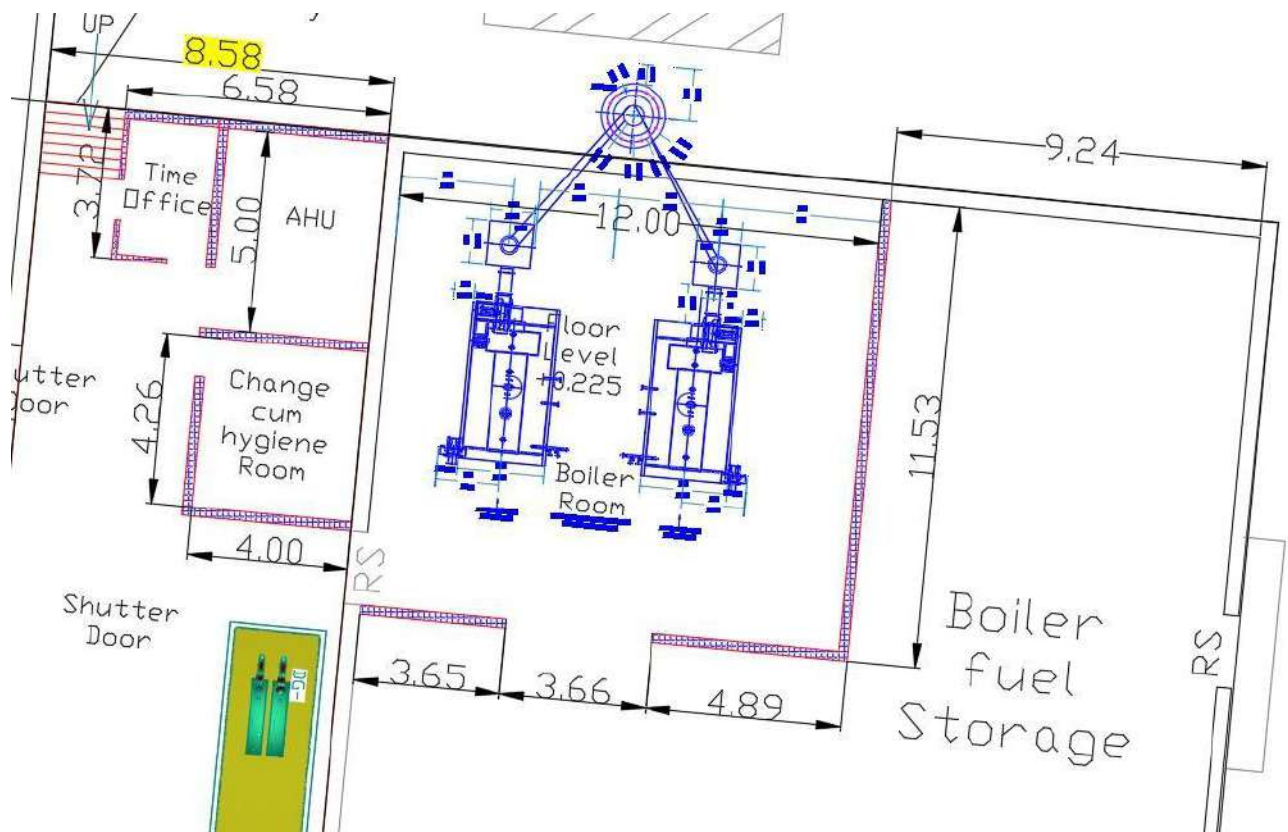 UP
8.58
6.58
9.24
3.72
Time
Office
5.00
AHU
12.00
Floor
Level
+0.225
11.53
utter
oor
4.26
Change
cum
hygiene
Room
Boiler
Room
4.00
RS
Shutter
Door
DG-
3.65
3.66
4.89
Boiler
fuel
Storage
RS